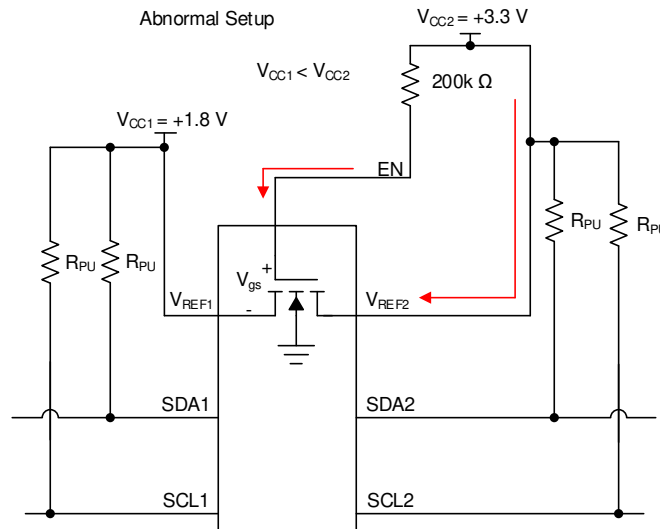 Abnormal Setup
VCC2 = +3.3 V
VCC1 < VCC2
200k Ω
VCC1 = +1.8 V
EN
RPU
RPU
RPU
RPU
Vgs
+
-
VREF1
VREF2
SDA1
SDA2
SCL1
SCL2